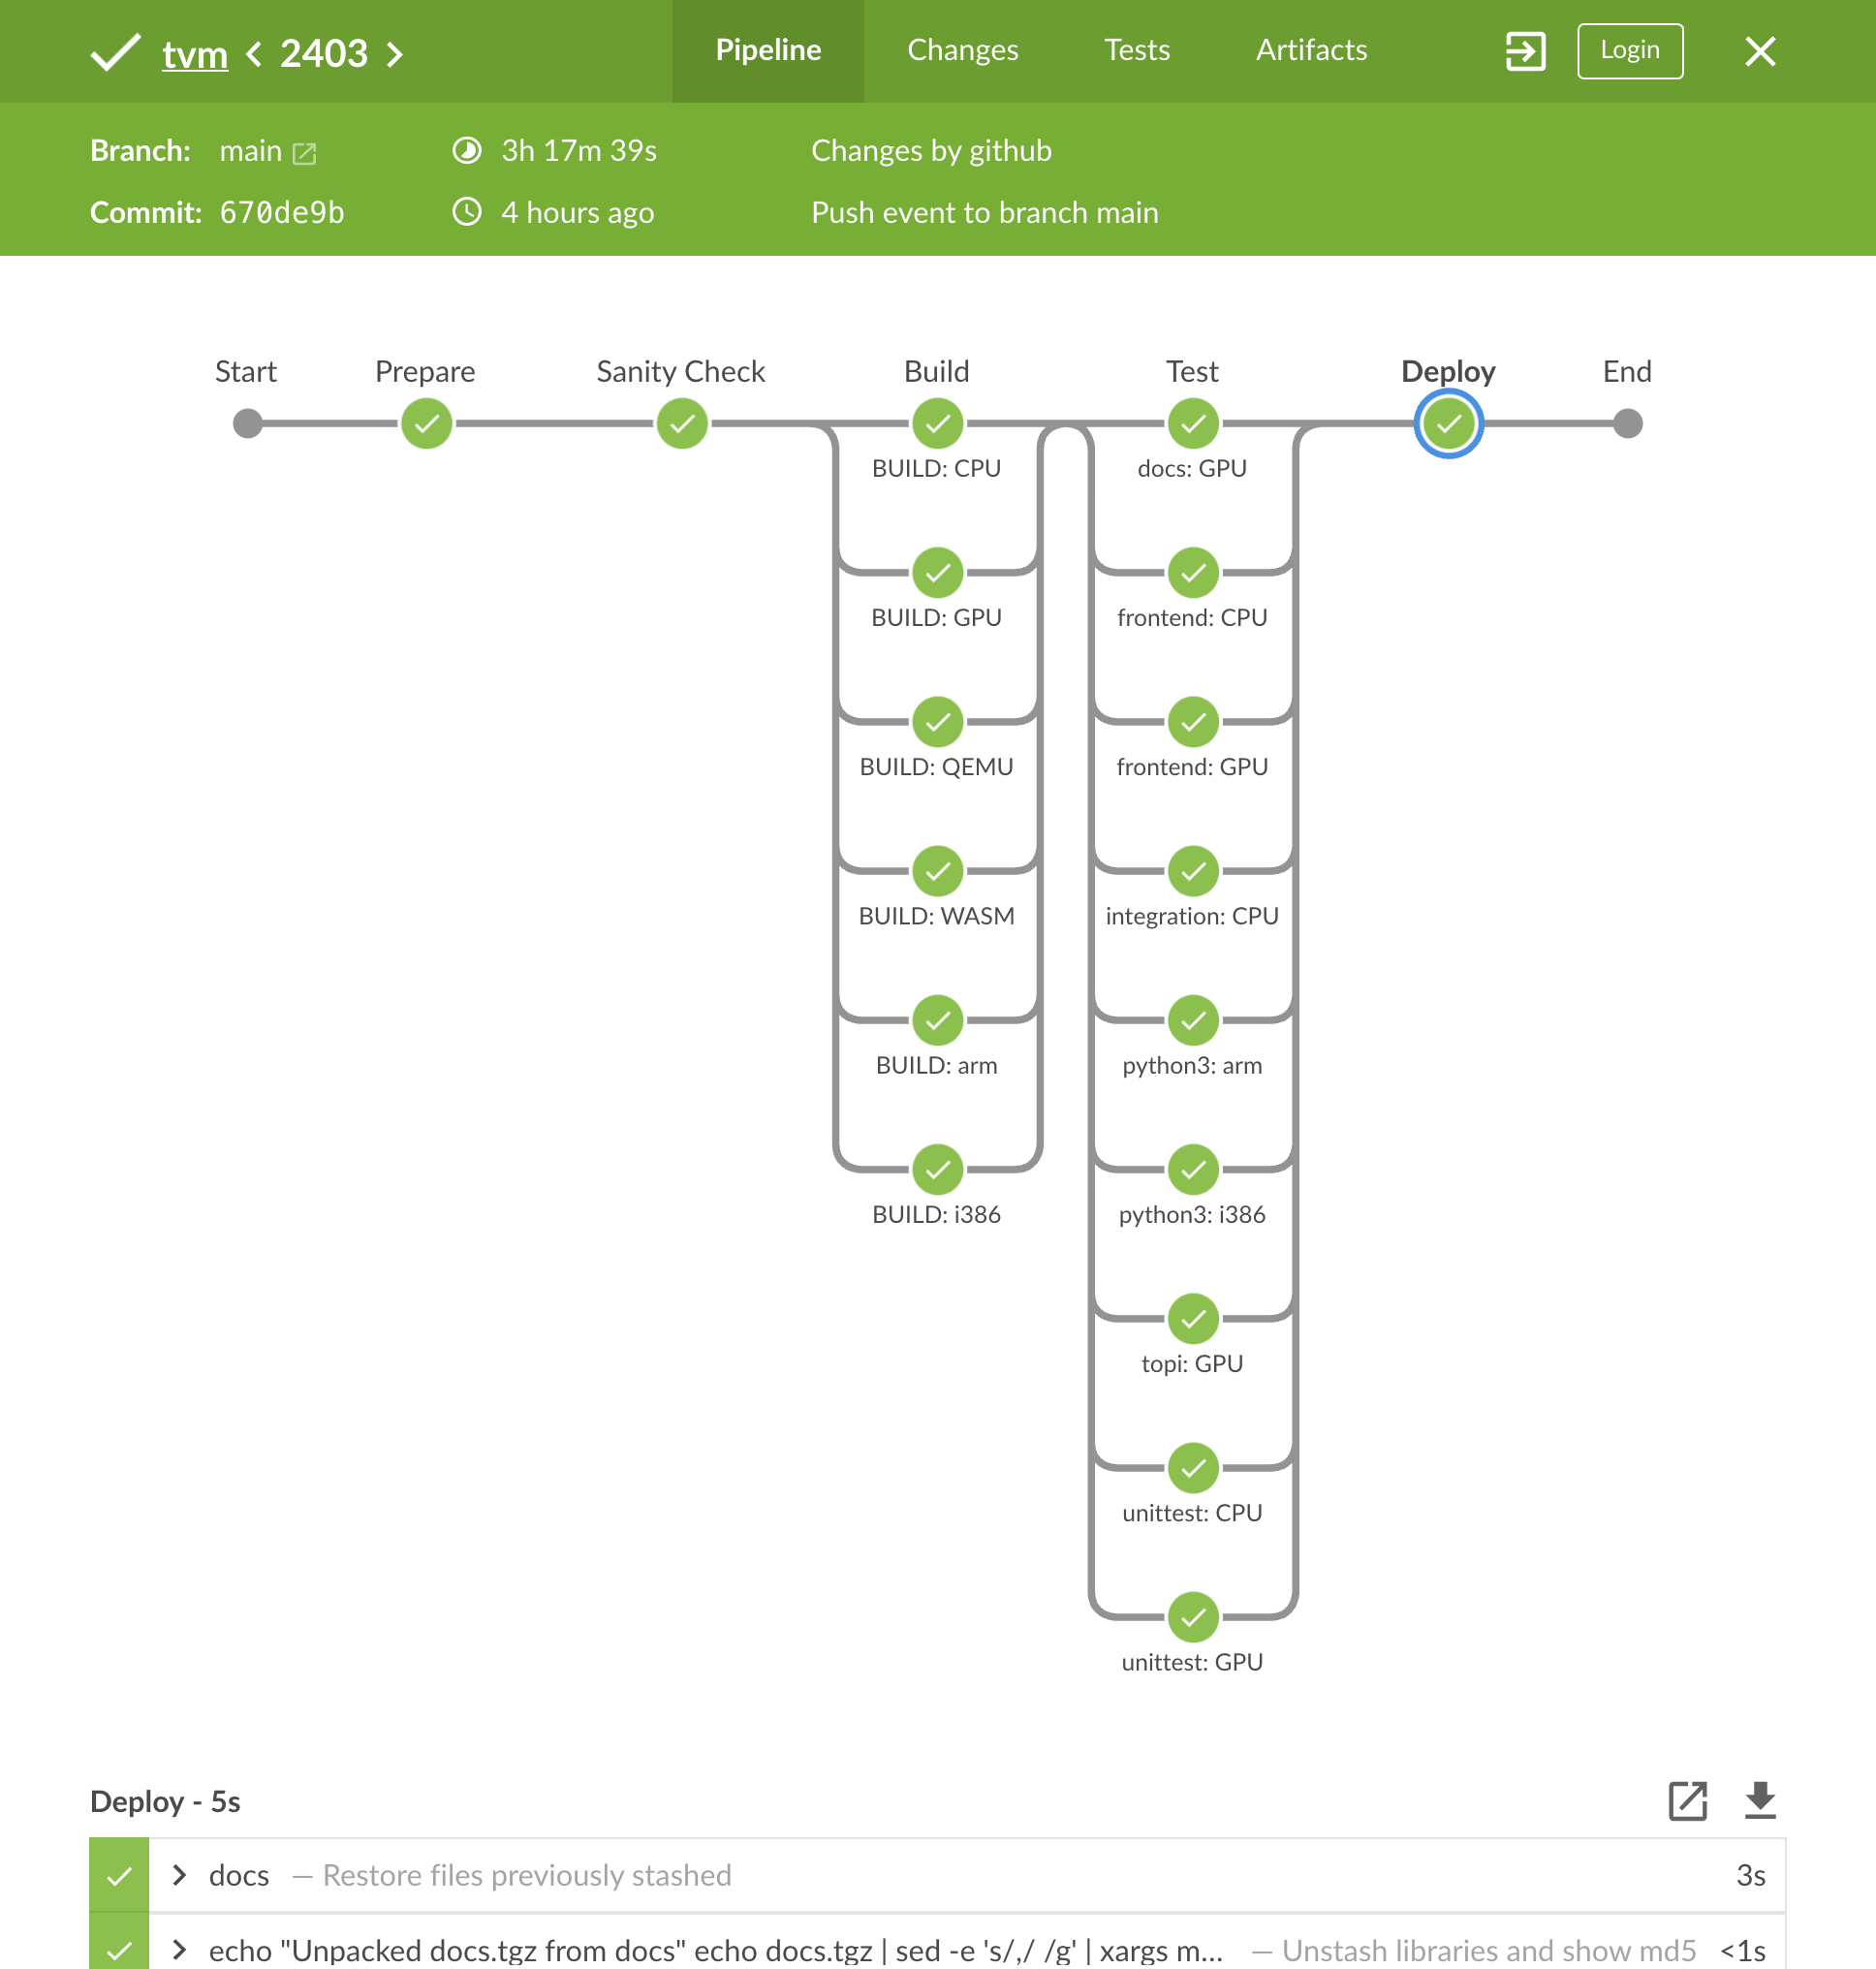 tvm 2403
Pipeline
Changes
Tests
Artifacts
Login
Branch: main
3h 17m 39s
Changes by github
Commit: 670de9b
4 hours ago
Push event to branch main
Start
Prepare
Sanity Check
Build
Test
Deploy
End
BUILD: CPU
docs: GPU
BUILD: GPU
frontend: CPU
BUILD: QEMU
frontend: GPU
BUILD: WASM
integration: CPU
BUILD: arm
python3: arm
BUILD: i386
python3: i386
topi: GPU
unittest: CPU
unittest: GPU
Deploy - 5s
docs — Restore files previously stashed 3s
echo "Unpacked docs.tgz from docs" echo docs.tgz | sed -e 's/,/ /g' | xargs m... — Unstash libraries and show md5 <1s